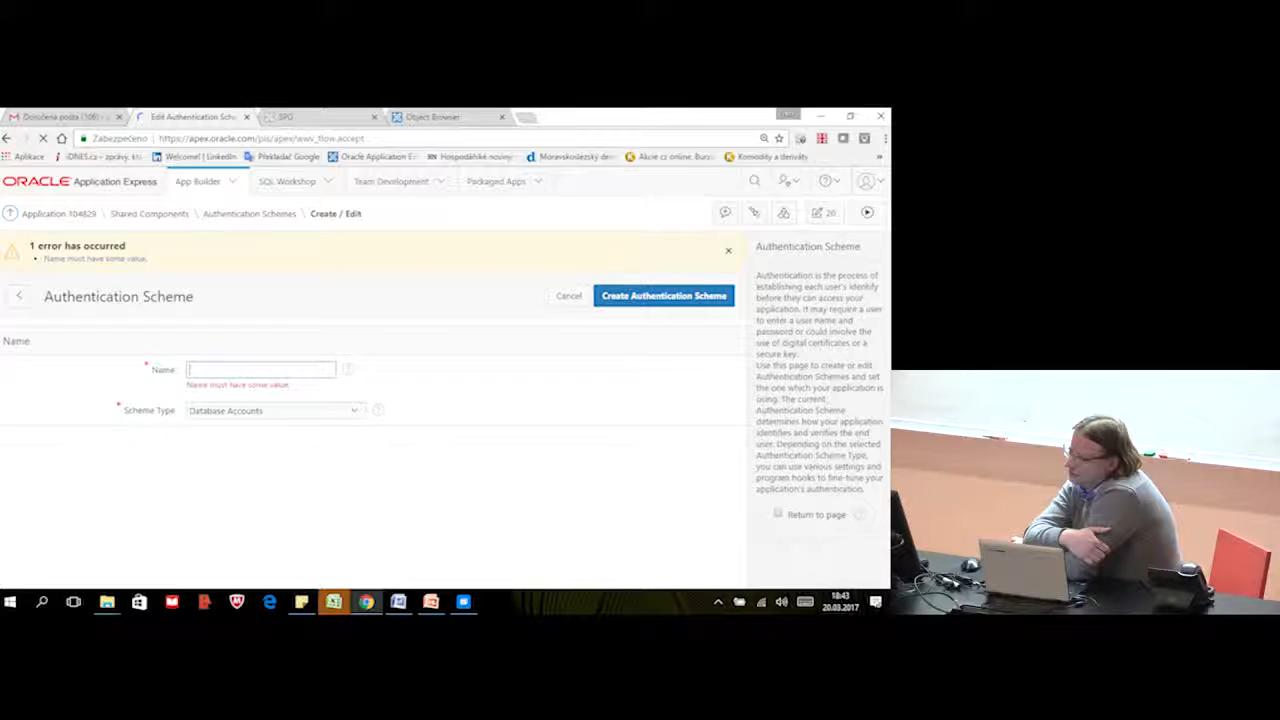 Doručená pošta (106) -
Edit Authentication Sch
SPO
Object Browser
Zabezpečeno
https://apex.oracle.com/pls/apex/wwv_flow.accept
Aplikace
iDNES.cz – zprávy, kt
Welcome! | LinkedIn
Překladač Google
Oracle Application Ex
Hospodářské noviny
Moravskoslezský den
Akcie cz online, Burz
Komodity a deriváty
»
ORACLE Application Express
App Builder
SQL Workshop
Team Development
Packaged Apps
Application 104829 \ Shared Components \ Authentication Schemes \ Create / Edit
20
1 error has occurred
• Name must have some value.
Authentication Scheme
Cancel
Create Authentication Scheme
Name
* Name:
Name must have some value.
* Scheme Type
Database Accounts
Authentication Scheme
Authentication is the process of
establishing each user's identify
before they can access your
application. It may require a user
to enter a user name and
password or could involve the
use of digital certificates or a
secure key.
Use this page to create or edit
Authentication Schemes and set
the one which your application is
using. The current
Authentication Scheme
determines how your application
identifies and verifies the end
user. Depending on the selected
Authentication Scheme Type,
you can use various settings and
program hooks to fine-tune your
application's authentication.
Return to page
18:43
20.03.2017